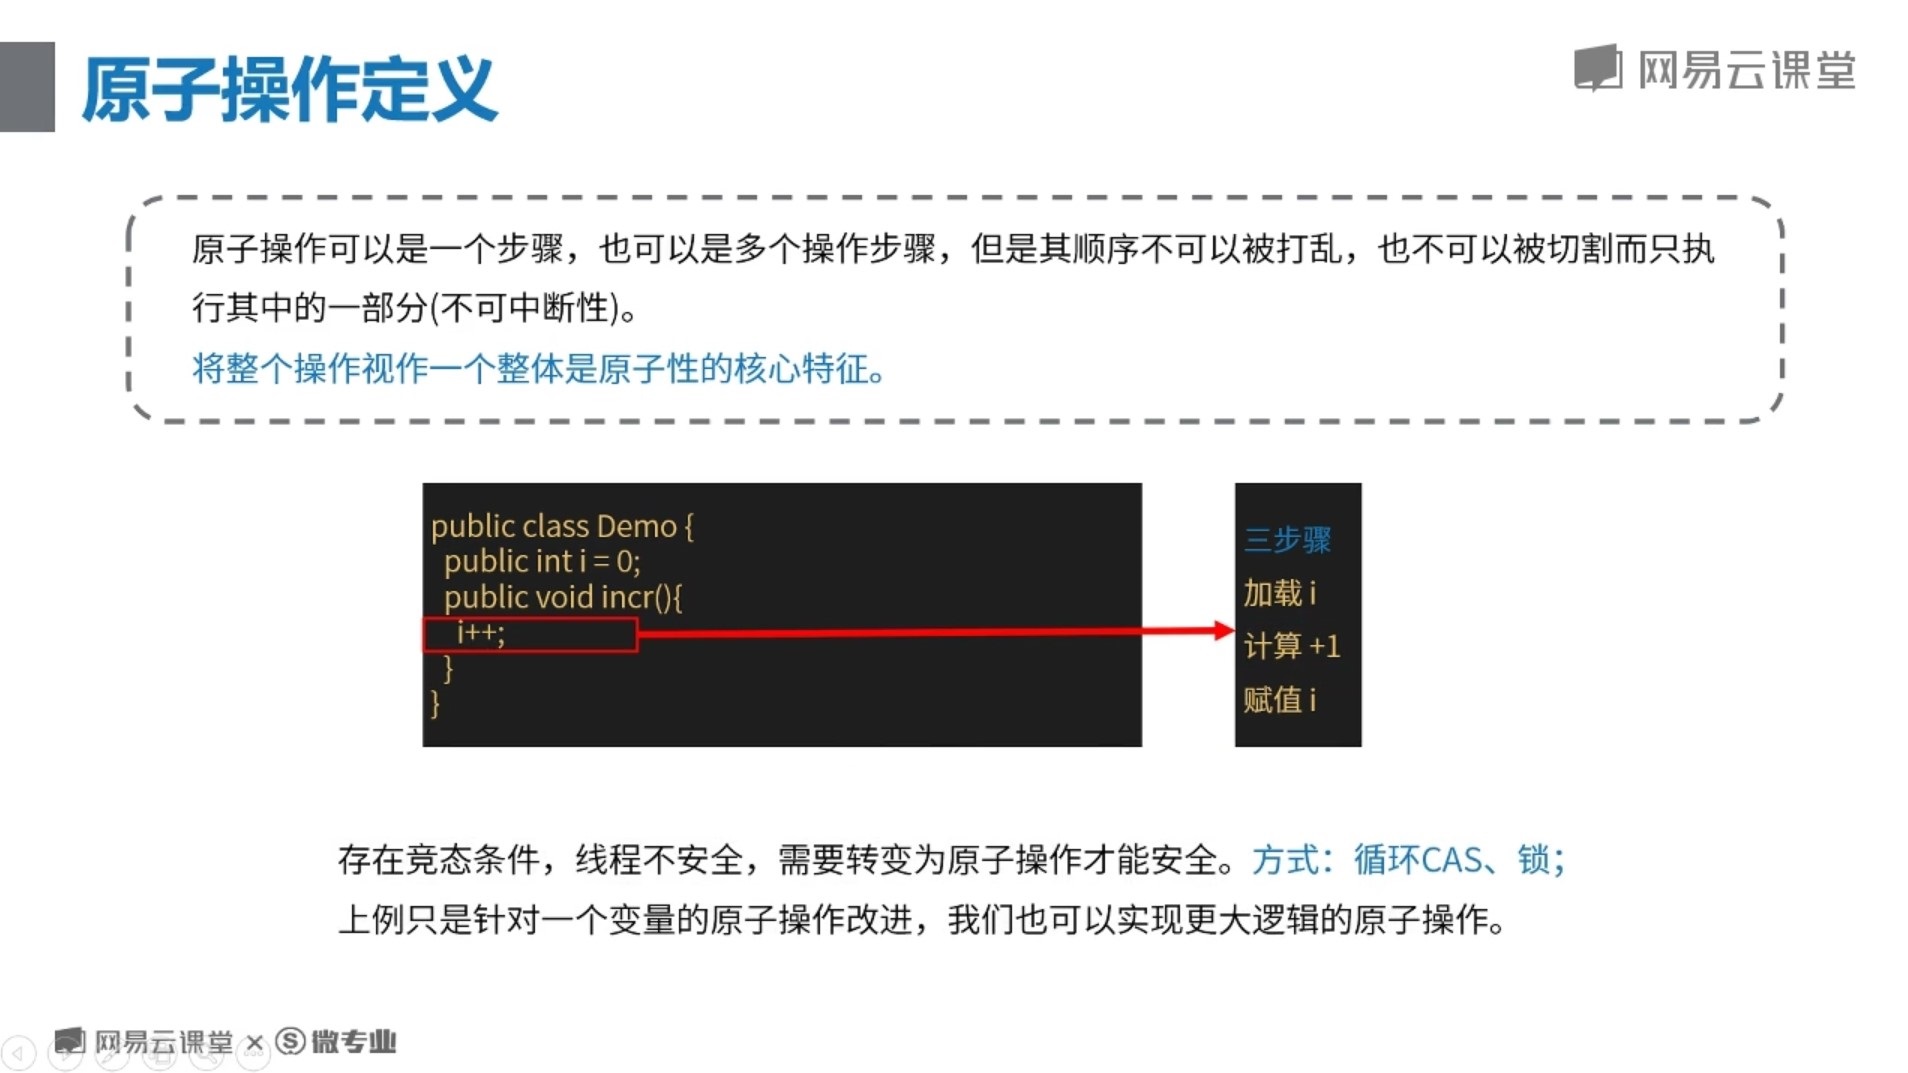 原子操作定义
网易云课堂
原子操作可以是一个步骤，也可以是多个操作步骤，但是其顺序不可以被打乱，也不可以被切割而只执
行其中的一部分(不可中断性)。
将整个操作视作一个整体是原子性的核心特征。
public class Demo {
public int i = 0;
public void incr(){
i++;
}
}
三步骤
加载 i
计算 +1
赋值 i
存在竞态条件，线程不安全，需要转变为原子操作才能安全。方式：循环CAS、锁；
上例只是针对一个变量的原子操作改进，我们也可以实现更大逻辑的原子操作。
网易云课堂 × S 微专业